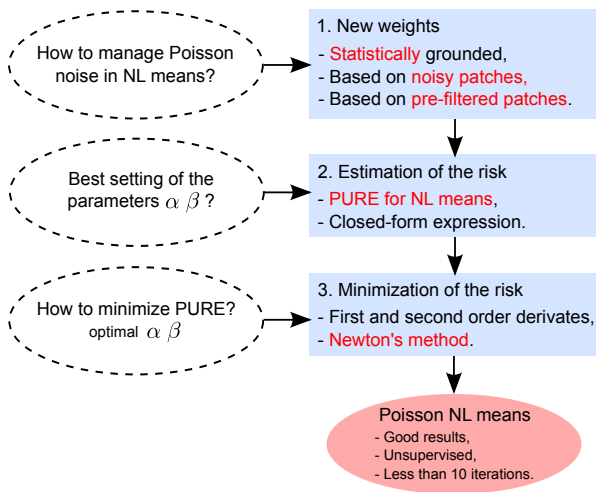 How to manage Poisson
noise in NL means?
1. New weights
- Statistically grounded,
- Based on noisy patches,
- Based on pre-filtered patches.
Best setting of the
parameters α β ?
2. Estimation of the risk
- PURE for NL means,
- Closed-form expression.
How to minimize PURE?
optimal α β
3. Minimization of the risk
- First and second order derivates,
- Newton's method.
Poisson NL means
- Good results,
- Unsupervised,
- Less than 10 iterations.